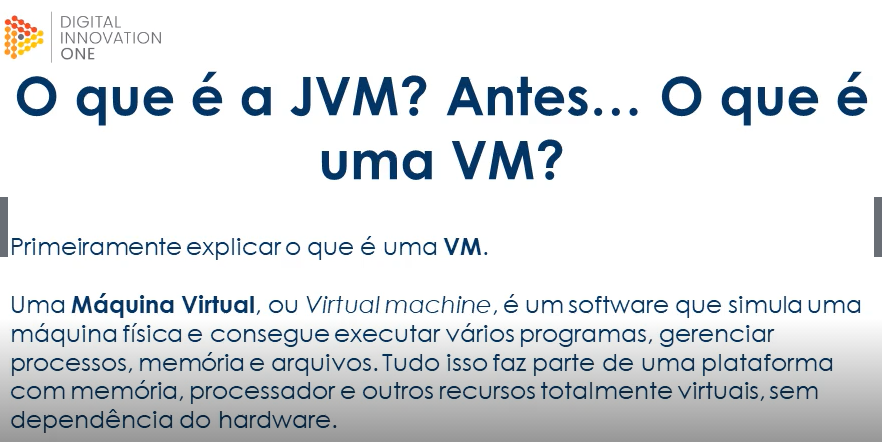 DIGITAL
INNOVATION
ONE
O que é a JVM? Antes... O que é
uma VM?
Primeiramente explicar o que é uma VM.
Uma Máquina Virtual, ou Virtual machine, é um software que simula uma
máquina física e consegue executar vários programas, gerenciar
processos, memória e arquivos. Tudo isso faz parte de uma plataforma
com memória, processador e outros recursos totalmente virtuais, sem
dependência do hardware.